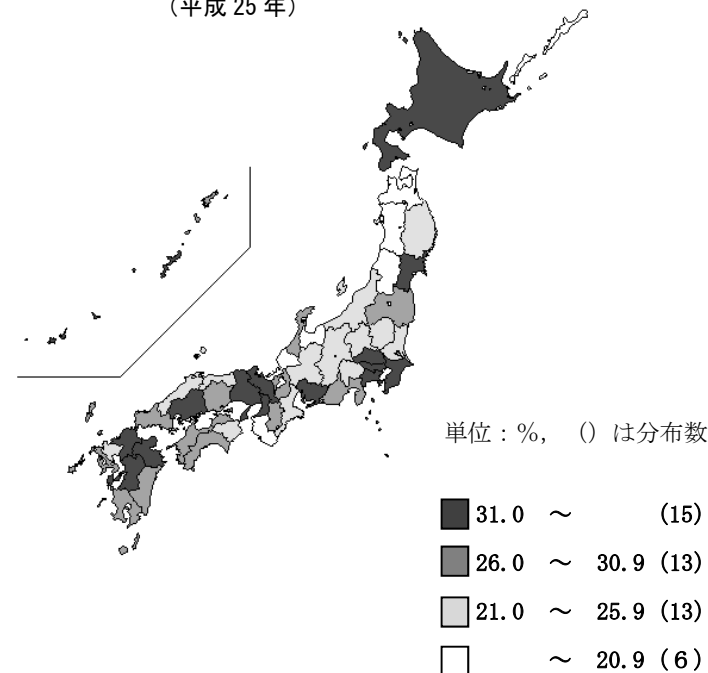 (平成 25 年)
単位：%， () は分布数
31.0 ～ (15)
26.0 ～ 30.9 (13)
21.0 ～ 25.9 (13)
～ 20.9 (６)